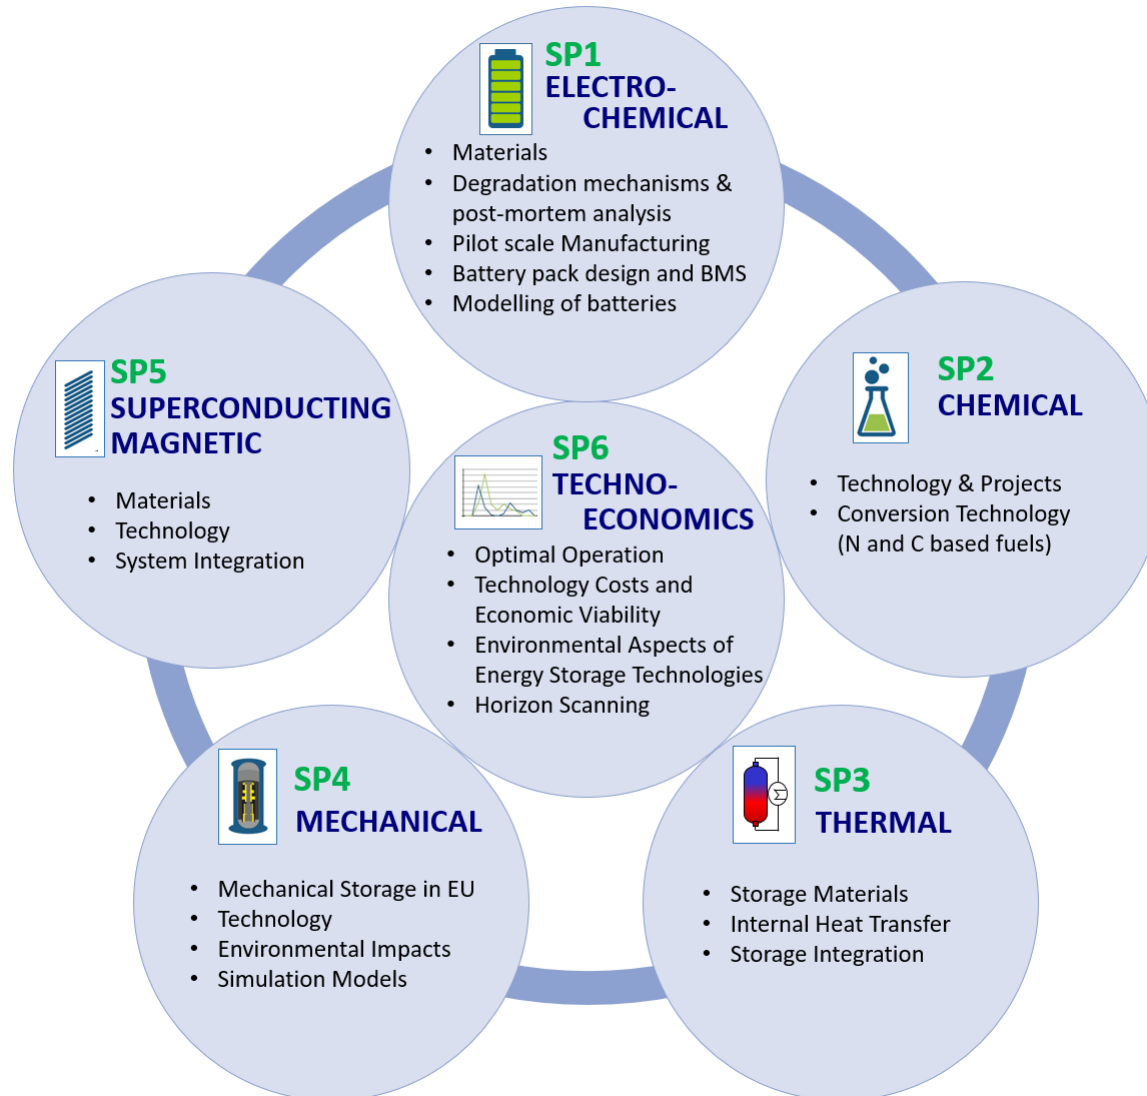 SP1
ELECTRO-
CHEMICAL
• Materials
• Degradation mechanisms &
post-mortem analysis
• Pilot scale Manufacturing
• Battery pack design and BMS
• Modelling of batteries
SP2
CHEMICAL
• Technology & Projects
• Conversion Technology
(N and C based fuels)
SP3
THERMAL
• Storage Materials
• Internal Heat Transfer
• Storage Integration
SP4
MECHANICAL
• Mechanical Storage in EU
• Technology
• Environmental Impacts
• Simulation Models
SP5
SUPERCONDUCTING
MAGNETIC
• Materials
• Technology
• System Integration
SP6
TECHNO-
ECONOMICS
• Optimal Operation
• Technology Costs and
Economic Viability
• Environmental Aspects of
Energy Storage Technologies
• Horizon Scanning